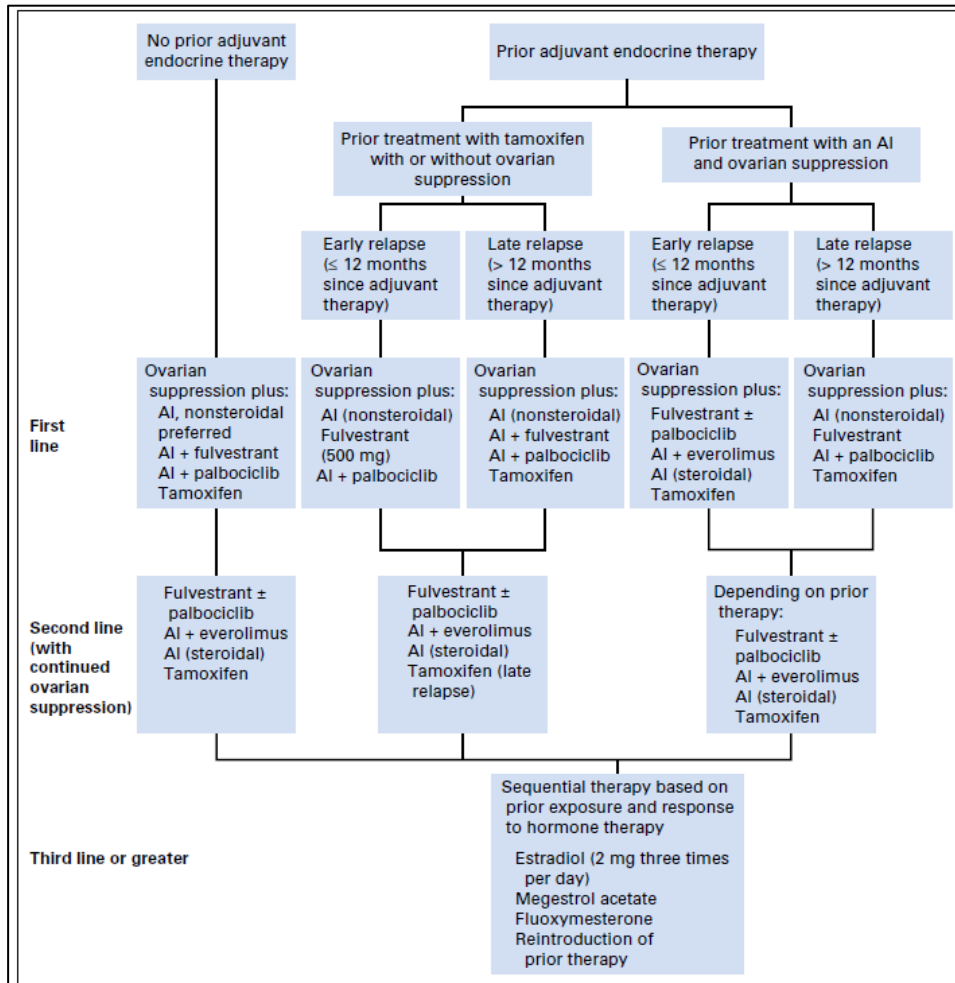 No prior adjuvant
endocrine therapy
Prior adjuvant endocrine therapy
Prior treatment with tamoxifen
with or without ovarian
suppression
Prior treatment with an AI
and ovarian suppression
Early relapse
(≤ 12 months
since adjuvant
therapy)
Late relapse
(> 12 months
since adjuvant
therapy)
Early relapse
(≤ 12 months
since adjuvant
therapy)
Late relapse
(> 12 months
since adjuvant
therapy)
First
line
Ovarian
suppression plus:
AI, nonsteroidal
preferred
AI + fulvestrant
AI + palbociclib
Tamoxifen
Ovarian
suppression plus:
AI (nonsteroidal)
Fulvestrant
(500 mg)
AI + palbociclib
Ovarian
suppression plus:
AI (nonsteroidal)
AI + fulvestrant
AI + palbociclib
Tamoxifen
Ovarian
suppression plus:
Fulvestrant ±
palbociclib
AI + everolimus
AI (steroidal)
Tamoxifen
Ovarian
suppression plus:
AI (nonsteroidal)
Fulvestrant
AI + palbociclib
Tamoxifen
Second line
(with
continued
ovarian
suppression)
Fulvestrant ±
palbociclib
AI + everolimus
AI (steroidal)
Tamoxifen
Fulvestrant ±
palbociclib
AI + everolimus
AI (steroidal)
Tamoxifen (late
relapse)
Depending on prior
therapy:
Fulvestrant ±
palbociclib
AI + everolimus
AI (steroidal)
Tamoxifen
Third line or greater
Sequential therapy based on
prior exposure and response
to hormone therapy
Estradiol (2 mg three times
per day)
Megestrol acetate
Fluoxymesterone
Reintroduction of
prior therapy